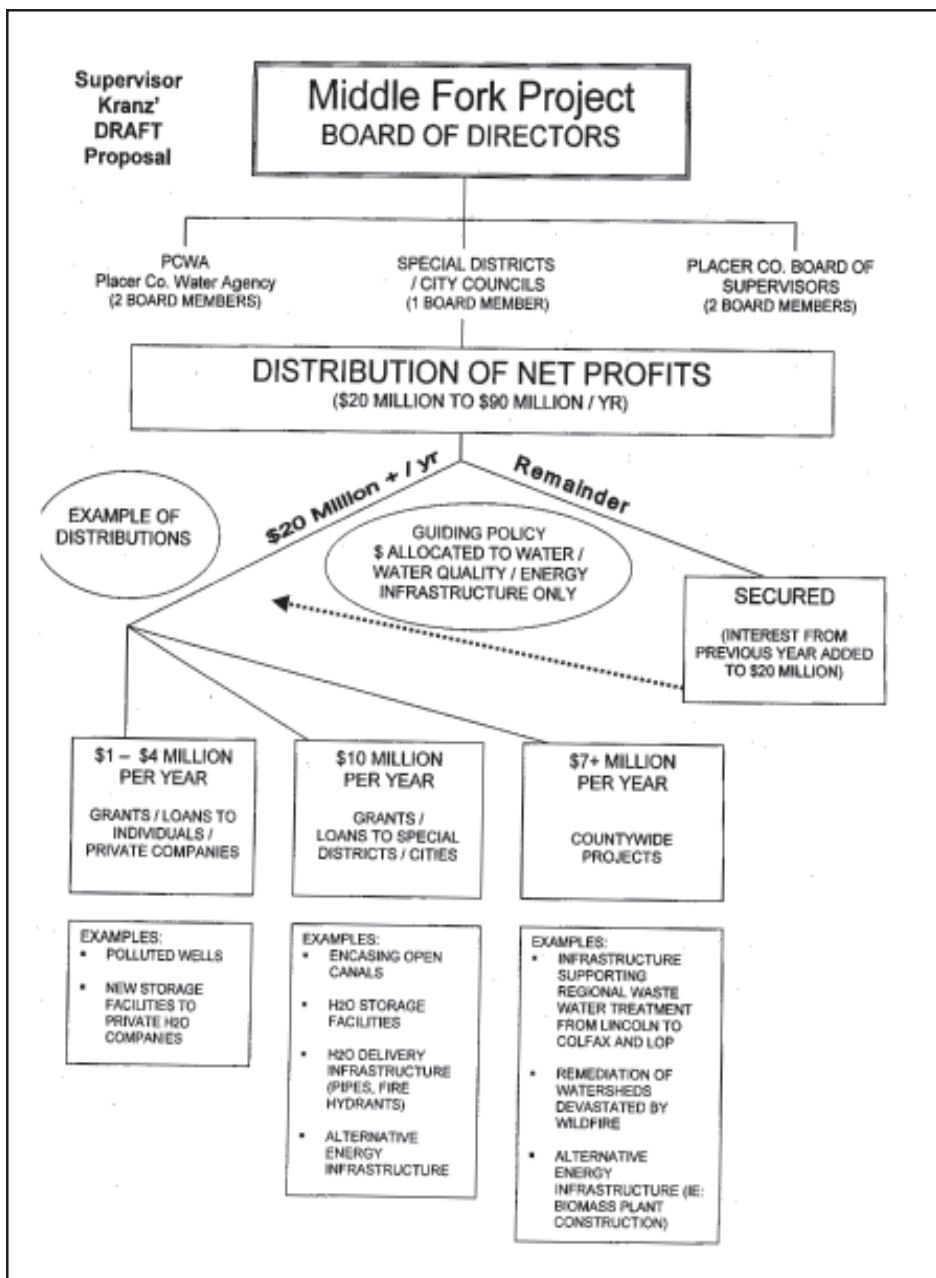 Supervisor
Kranz'
DRAFT
Proposal
Middle Fork Project
BOARD OF DIRECTORS
PCWA
Placer Co. Water Agency
(2 BOARD MEMBERS)
SPECIAL DISTRICTS
/ CITY COUNCILS
(1 BOARD MEMBER)
PLACER CO. BOARD OF
SUPERVISORS
(2 BOARD MEMBERS)
DISTRIBUTION OF NET PROFITS
($20 MILLION TO $90 MILLION / YR)
EXAMPLE OF
DISTRIBUTIONS
$20 Million + / yr
Remainder
GUIDING POLICY
$ ALLOCATED TO WATER /
WATER QUALITY / ENERGY
INFRASTRUCTURE ONLY
SECURED
(INTEREST FROM
PREVIOUS YEAR ADDED
TO $20 MILLION)
$1 – $4 MILLION
PER YEAR
GRANTS / LOANS TO
INDIVIDUALS /
PRIVATE COMPANIES
$10 MILLION
PER YEAR
GRANTS /
LOANS TO SPECIAL
DISTRICTS / CITIES
$7+ MILLION
PER YEAR
COUNTYWIDE
PROJECTS
EXAMPLES:
▪ POLLUTED WELLS
▪ NEW STORAGE
FACILITIES TO
PRIVATE H2O
COMPANIES
EXAMPLES:
▪ ENCASING OPEN
CANALS
▪ H2O STORAGE
FACILITIES
▪ H2O DELIVERY
INFRASTRUCTURE
(PIPES, FIRE
HYDRANTS)
▪ ALTERNATIVE
ENERGY
INFRASTRUCTURE
EXAMPLES:
▪ INFRASTRUCTURE
SUPPORTING
REGIONAL WASTE
WATER TREATMENT
FROM LINCOLN TO
COLFAX AND LOP
▪ REMEDIATION OF
WATERSHEDS
DEVASTATED BY
WILDFIRE
▪ ALTERNATIVE
ENERGY
INFRASTRUCTURE (IE:
BIOMASS PLANT
CONSTRUCTION)